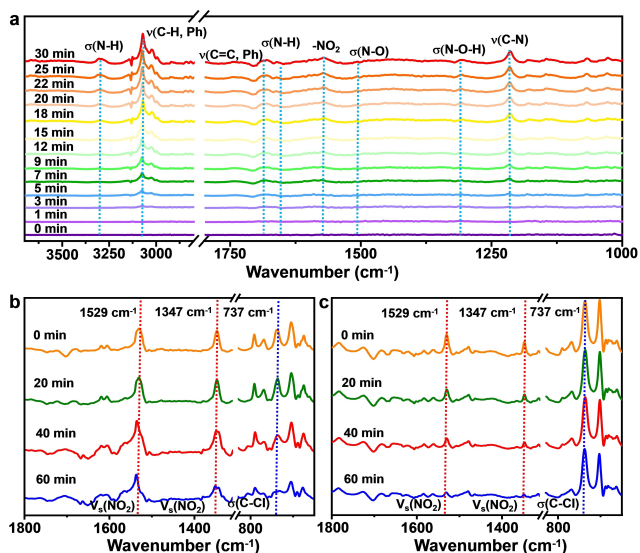 a
σ(N-H)
ν(C-H, Ph)
ν(C=C, Ph)
σ(N-H)
-NO₂
σ(N-O)
σ(N-O-H)
ν(C-N)
30 min
25 min
22 min
20 min
18 min
15 min
12 min
9 min
7 min
5 min
3 min
1 min
0 min
3500 3250 3000 1750 1500 1250 1000
Wavenumber (cm⁻¹)
b
1529 cm⁻¹ 1347 cm⁻¹ 737 cm⁻¹
0 min
20 min
40 min
60 min
Vₛ(NO₂) Vₛ(NO₂) σ(C-Cl)
1800 1600 1400 800
Wavenumber (cm⁻¹)
c
1529 cm⁻¹ 1347 cm⁻¹ 737 cm⁻¹
0 min
20 min
40 min
60 min
Vₛ(NO₂) Vₛ(NO₂) σ(C-Cl)
1800 1600 1400 800
Wavenumber (cm⁻¹)